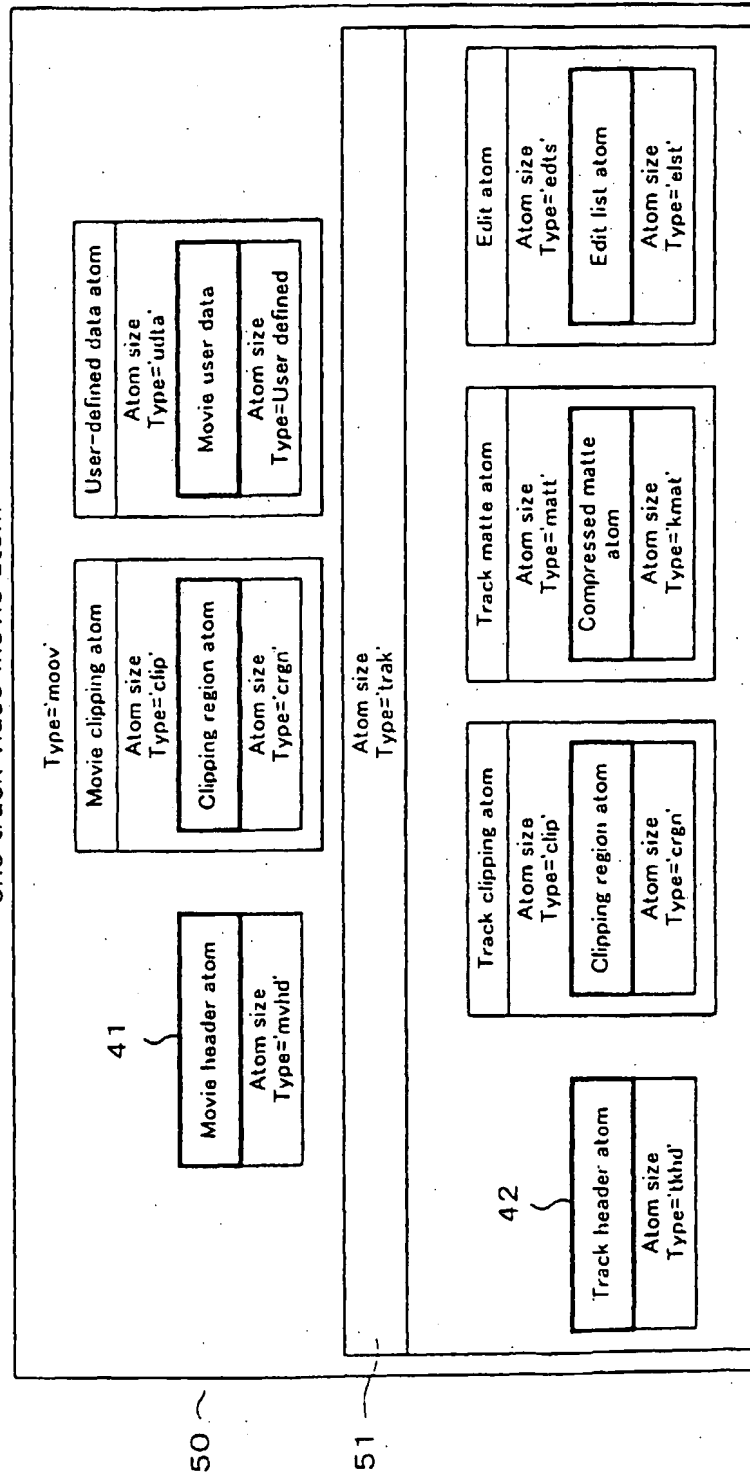 50
Type='moov'
41
Movie header atom
Atom size
Type='mvhd'
Movie clipping atom
Atom size
Type='clip'
Clipping region atom
Atom size
Type='crgn'
User-defined data atom
Atom size
Type='udta'
Movie user data
Atom size
Type=User defined
51
Atom size
Type='trak'
42
Track header atom
Atom size
Type='tkhd'
Track clipping atom
Atom size
Type='clip'
Clipping region atom
Atom size
Type='crgn'
Track matte atom
Atom size
Type='matt'
Compressed matte
atom
Atom size
Type='kmat'
Edit atom
Atom size
Type='edts'
Edit list atom
Atom size
Type='elst'